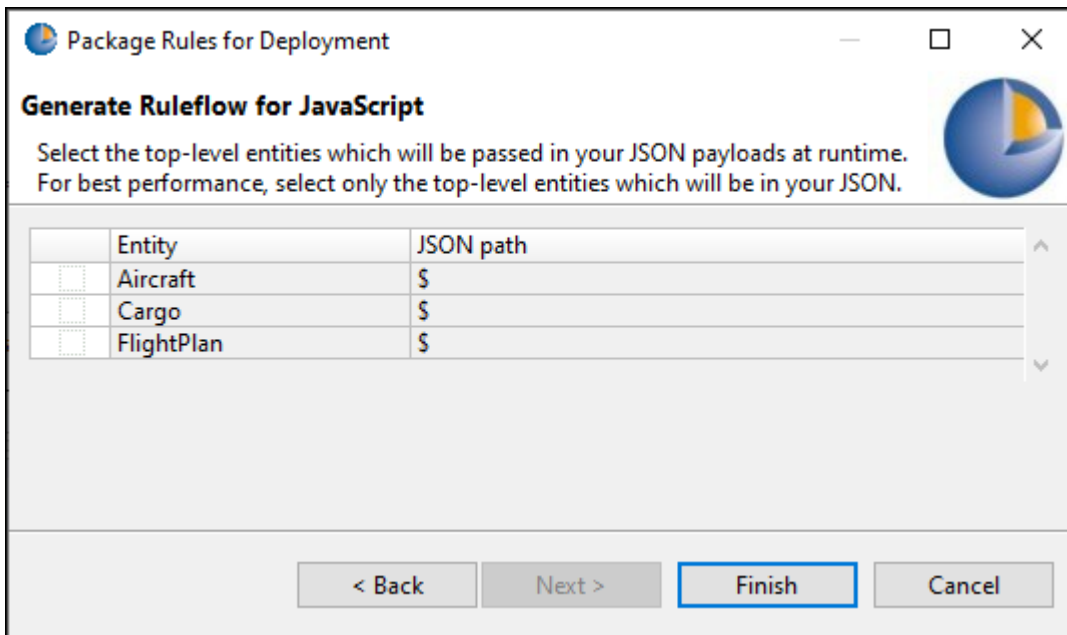 Package Rules for Deployment
Generate Ruleflow for JavaScript
Select the top-level entities which will be passed in your JSON payloads at runtime.
For best performance, select only the top-level entities which will be in your JSON.
Entity JSON path
Aircraft $
Cargo $
FlightPlan $
< Back Next > Finish Cancel